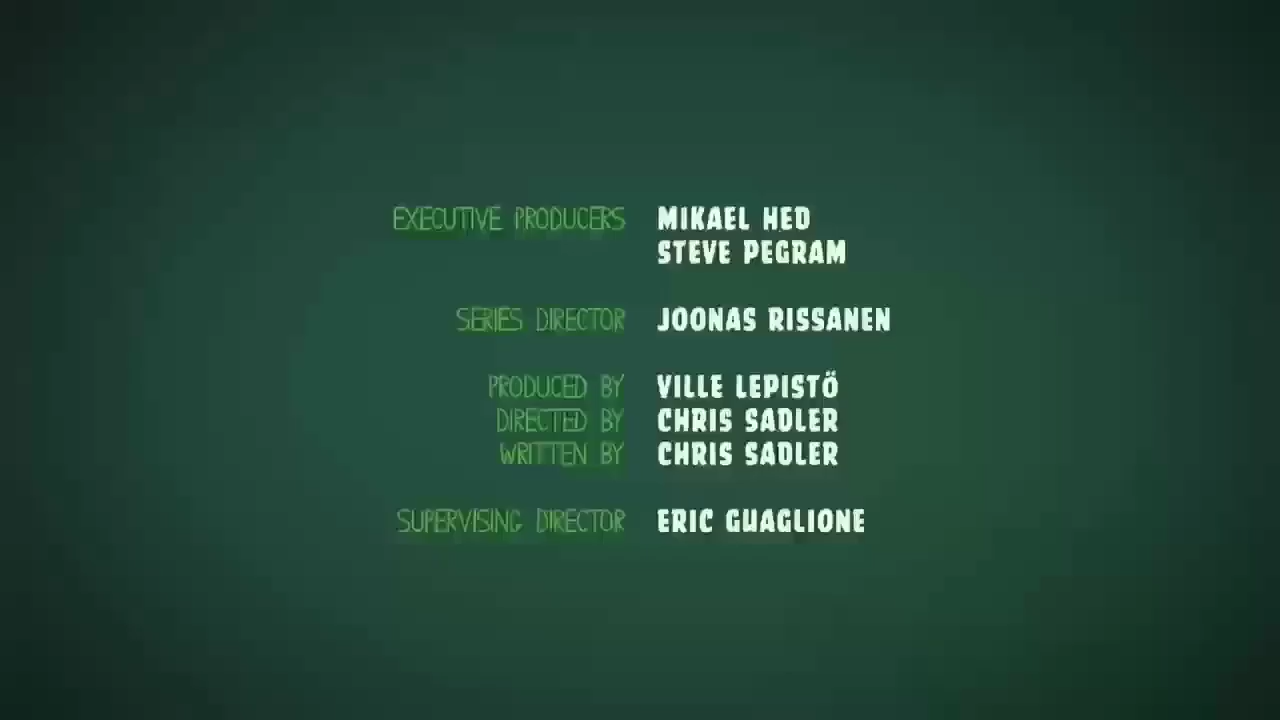 EXECUTIVE PRODUCERS MIKAEL HED
STEVE PEGRAM
SERIES DIRECTOR JOONAS RISSANEN
PRODUCED BY VILLE LEPISTÖ
DIRECTED BY CHRIS SADLER
WRITTEN BY CHRIS SADLER
SUPERVISING DIRECTOR ERIC GUAGLIONE